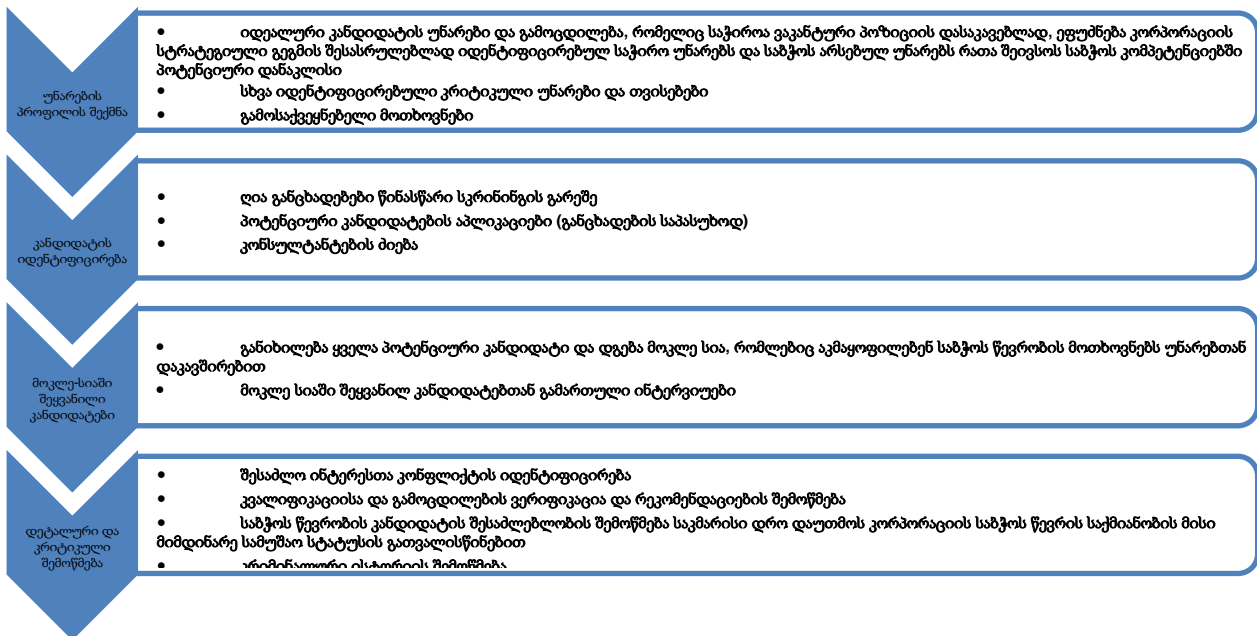 უნარების
პროფილის შექმნა
• იდეალური კანდიდატის უნარები და გამოცდილება, რომელიც საჭიროა ვაკანტური პოზიციის დასაკავებლად, ეფუძნება კორპორაციის
სტრატეგიული გეგმის შესასრულებლად იდენტიფიცირებულ საჭირო უნარებს და საბჭოს არსებულ უნარებს რათა შეივსოს საბჭოს კომპეტენციებში
პოტენციური დანაკლისი
• სხვა იდენტიფიცირებული კრიტიკული უნარები და თვისებები
• გამოსაქვეყნებელი მოთხოვნები
კანდიდატის
იდენტიფიცირება
• ღია განცხადებები წინასწარი სკრინინგის გარეშე
• პოტენციური კანდიდატების აპლიკაციები (განცხადების საპასუხოდ)
• კონსულტანტების ძიება
მოკლე-სიაში
შეყვანილი
კანდიდატები
• განიხილება ყველა პოტენციური კანდიდატი და დგება მოკლე სია, რომლებიც აკმაყოფილებენ საბჭოს წევრობის მოთხოვნებს უნარებთან
დაკავშირებით
• მოკლე სიაში შეყვანილ კანდიდატებთან გამართული ინტერვიუები
დეტალური და
კრიტიკული
შემოწმება
• შესაძლო ინტერესთა კონფლიქტის იდენტიფიცირება
• კვალიფიკაციისა და გამოცდილების ვერიფიკაცია და რეკომენდაციების შემოწმება
• საბჭოს წევრობის კანდიდატის შესაძლებლობის შემოწმება საკმარისი დრო დაუთმოს კორპორაციის საბჭოს წევრის საქმიანობის მისი
მიმდინარე სამუშაო სტატუსის გათვალისწინებით
• კრიმინალური ისტორიის შემოწმება